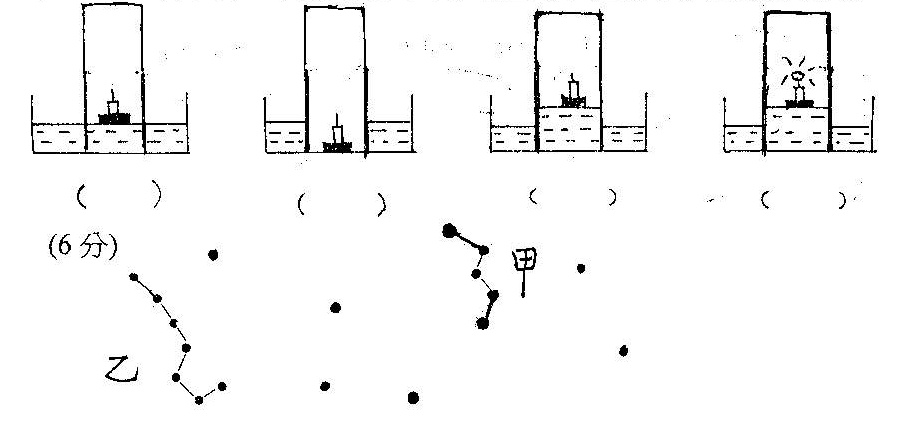 ( ) ( ) ( ) ( )
(6分)
甲
乙